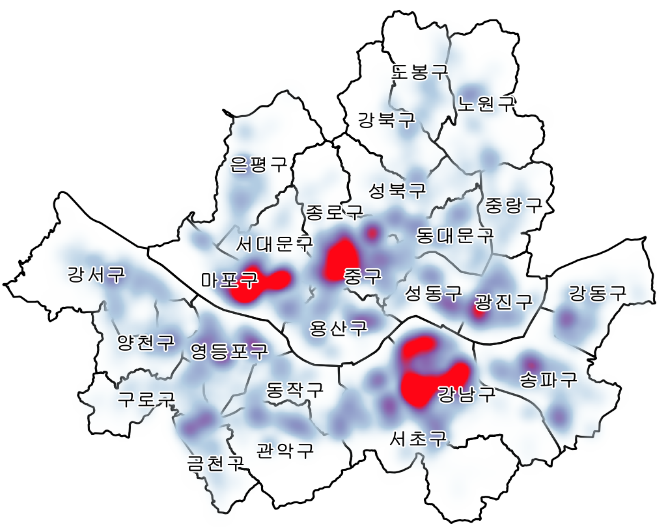 도봉구
노원구
강북구
은평구
성북구
중랑구
종로구
서대문구
동대문구
강서구
마포구
중구
성동구
광진구
강동구
용산구
양천구
영등포구
동작구
송파구
구로구
강남구
서초구
관악구
금천구